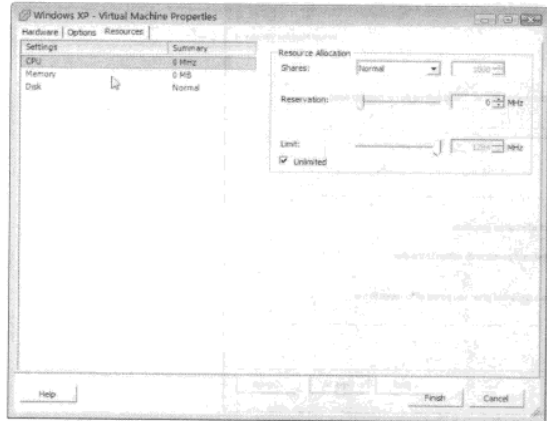 Windows XP - Virtual Machine Properties
Hardware Options Resources
Settings Summary
CPU 0 MHz
Memory 0 MB
Disk Normal
Resource Allocation
Shares: Normal 1000
Reservation: 0 MHz
Limit: MHz
Unlimited
Help Finish Cancel